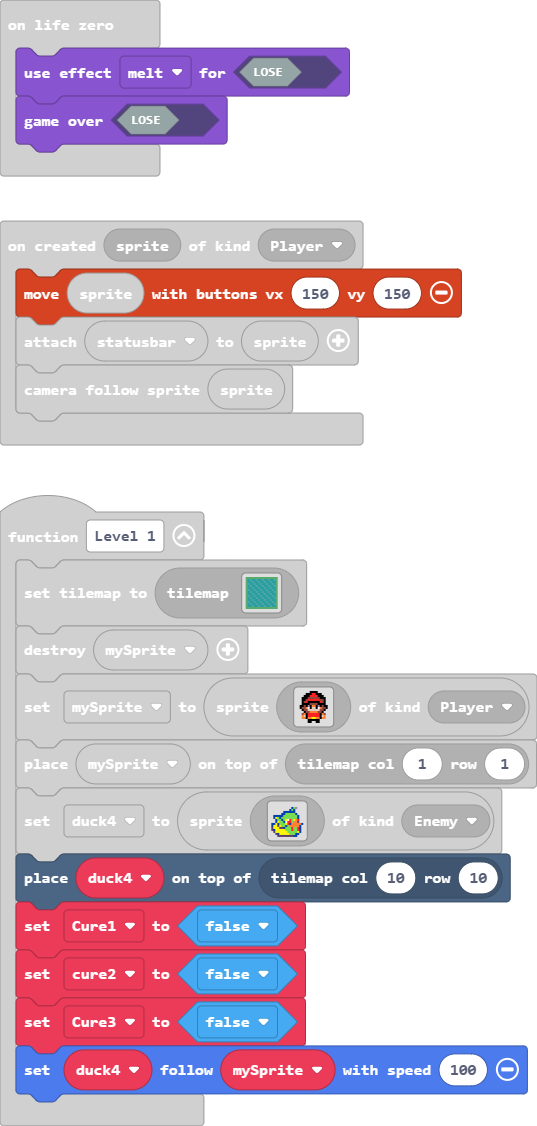 on life zero
use effect melt for LOSE
game over LOSE
on created sprite of kind Player
move sprite with buttons vx 150 vy 150
attach statusbar to sprite
camera follow sprite sprite
function Level 1
set tilemap to tilemap
destroy mySprite
set mySprite to sprite of kind Player
place mySprite on top of tilemap col 1 row 1
set duck4 to sprite of kind Enemy
place duck4 on top of tilemap col 10 row 10
set Cure1 to false
set cure2 to false
set Cure3 to false
set duck4 follow mySprite with speed 100